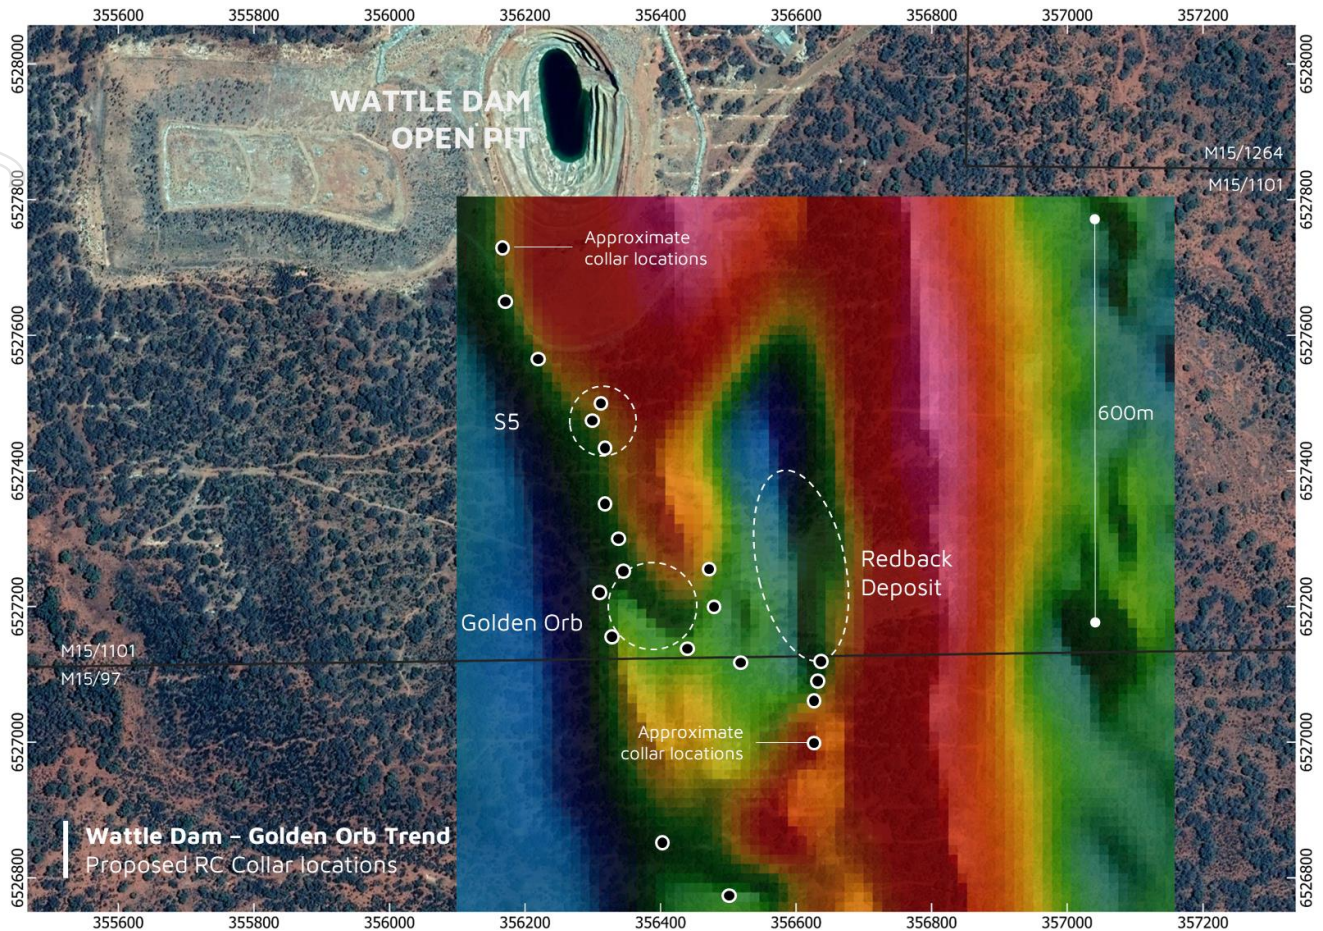 355600 355800 356000 356200 356400 356600 356800 357000 357200
6528000
6528000
WATTLE DAM
OPEN PIT
M15/1264
M15/1101
6527800
6527800
Approximate
collar locations
6527600
6527600
S5
600m
6527400
6527400
Redback
Deposit
6527200
6527200
Golden Orb
M15/1101
M15/97
Approximate
collar locations
6527000
6527000
Wattle Dam – Golden Orb Trend
Proposed RC Collar locations
6526800
6526800
355600 355800 356000 356200 356400 356600 356800 357000 357200